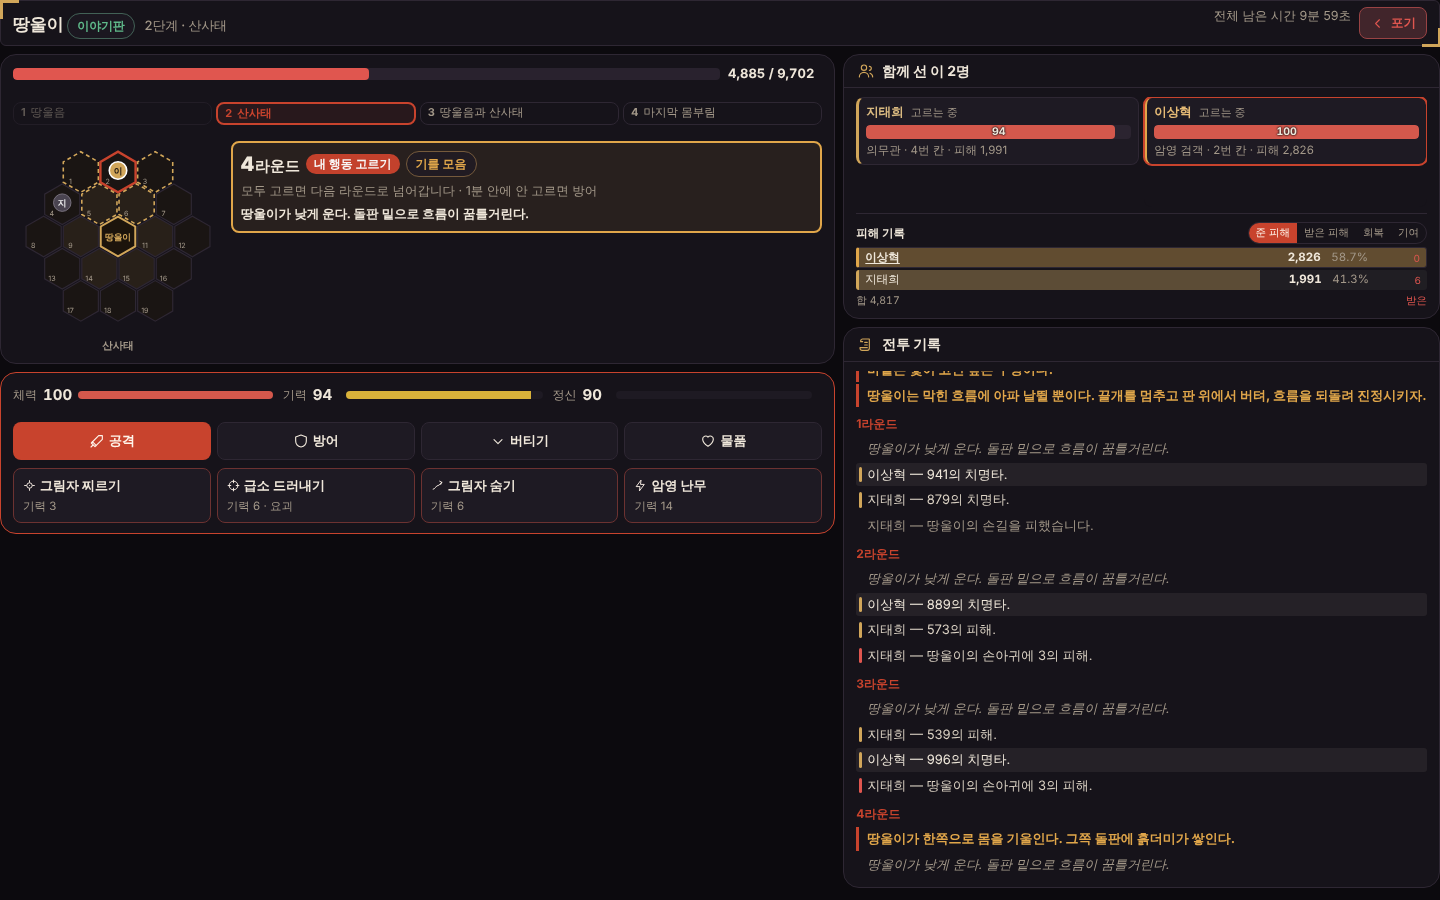 땅울이 이야기판 2단계 · 산사태
전체 남은 시간 9분 59초 포기
4,885 / 9,702
1 땅울음 2 산사태 3 땅울음과 산사태 4 마지막 몸부림
1 이 2 3
지 4 5 6 7
8 9 땅울이 11 12
13 14 15 16
17 18 19
산사태
4라운드 내 행동 고르기 기를 모음
모두 고르면 다음 라운드로 넘어갑니다 · 1분 안에 안 고르면 방어
땅울이가 낮게 운다. 돌판 밑으로 흐름이 꿈틀거린다.
체력 100 기력 94 정신 90
공격 방어 버티기 물품
그림자 찌르기 급소 드러내기 그림자 숨기 암영 난무
기력 3 기력 6 · 요괴 기력 6 기력 14
함께 선 이 2명
지태희 고르는 중
94
의무관 · 4번 칸 · 피해 1,991
이상혁 고르는 중
100
암영 검객 · 2번 칸 · 피해 2,826
피해 기록 준 피해 받은 피해 회복 기여
이상혁 2,826 58.7% 0
지태희 1,991 41.3% 6
합 4,817 받은
전투 기록
땅울이는 막힌 흐름에 아파 날뛸 뿐이다. 끌개를 멈추고 판 위에서 버텨, 흐름을 되돌려 진정시키자.
1라운드
땅울이가 낮게 운다. 돌판 밑으로 흐름이 꿈틀거린다.
이상혁 — 941의 치명타.
지태희 — 879의 치명타.
지태희 — 땅울이의 손길을 피했습니다.
2라운드
땅울이가 낮게 운다. 돌판 밑으로 흐름이 꿈틀거린다.
이상혁 — 889의 치명타.
지태희 — 573의 피해.
지태희 — 땅울이의 손아귀에 3의 피해.
3라운드
땅울이가 낮게 운다. 돌판 밑으로 흐름이 꿈틀거린다.
지태희 — 539의 피해.
이상혁 — 996의 치명타.
지태희 — 땅울이의 손아귀에 3의 피해.
4라운드
땅울이가 한쪽으로 몸을 기울인다. 그쪽 돌판에 흙더미가 쌓인다.
땅울이가 낮게 운다. 돌판 밑으로 흐름이 꿈틀거린다.